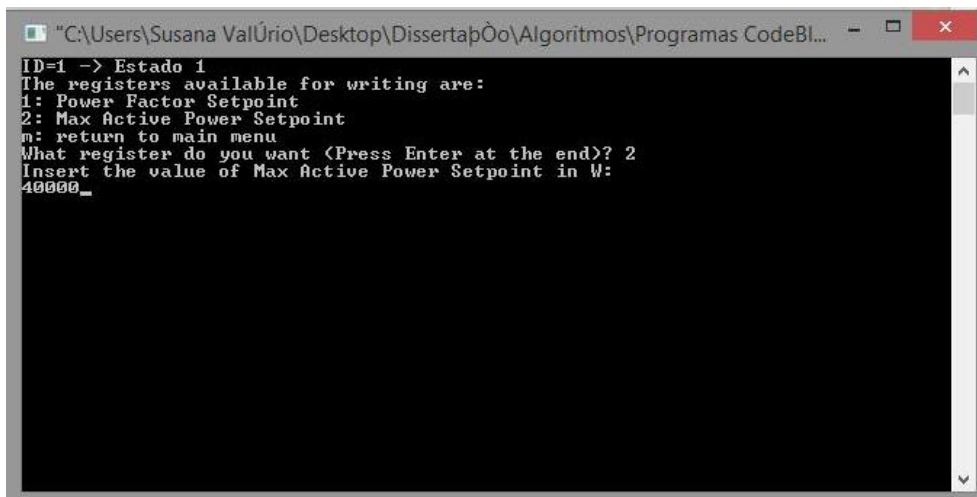 "C:\Users\Susana ValÚrio\Desktop\DissertaþÒo\Algoritmos\Programas CodeBl...
ID=1 -> Estado 1
The registers available for writing are:
1: Power Factor Setpoint
2: Max Active Power Setpoint
m: return to main menu
What register do you want (Press Enter at the end)? 2
Insert the value of Max Active Power Setpoint in W:
40000_